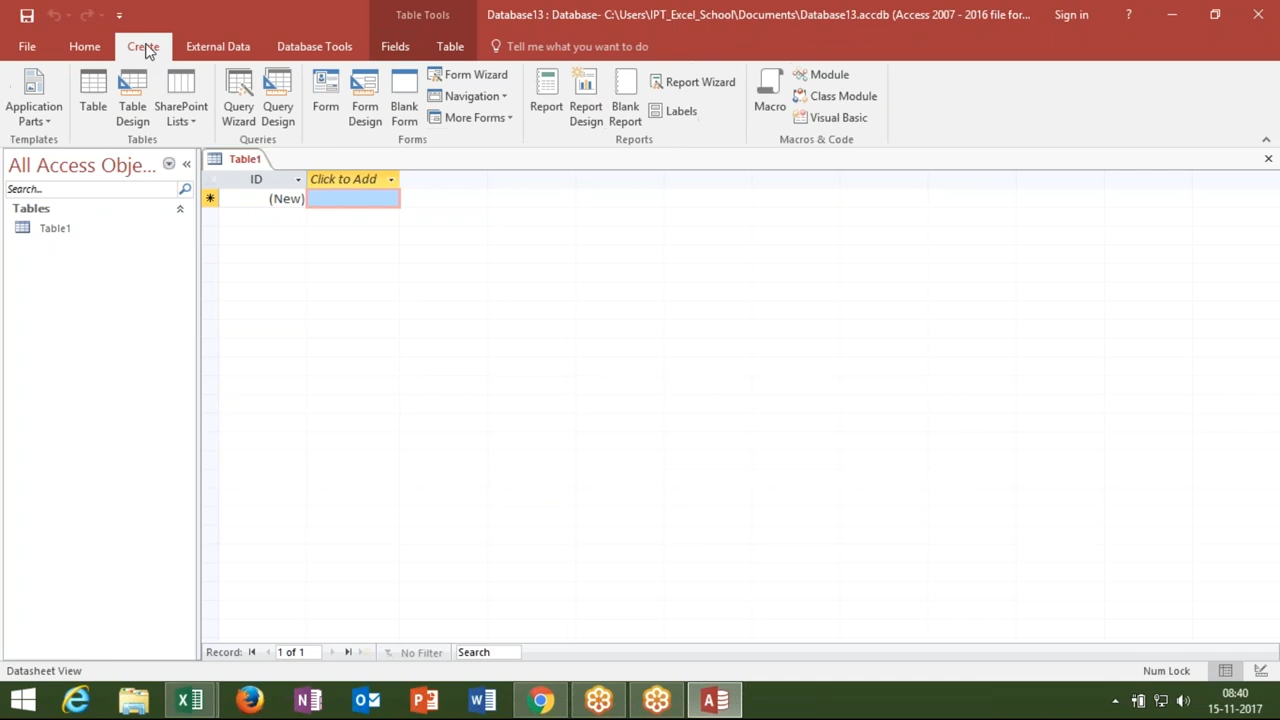 Table Tools
Database13 : Database- C:\Users\IPT_Excel_School\Documents\Database13.accdb (Access 2007 - 2016 file for...
Sign in
?
File
Home
Create
External Data
Database Tools
Fields
Table
Tell me what you want to do
Application Parts
Table
Table Design
SharePoint Lists
Query Wizard
Query Design
Form
Form Design
Blank Form
Form Wizard
Navigation
More Forms
Report
Report Design
Blank Report
Report Wizard
Labels
Macro
Module
Class Module
Visual Basic
Templates
Tables
Queries
Forms
Reports
Macros & Code
All Access Obje...
Search...
Tables
Table1
Table1
ID
Click to Add
(New)
Record:
1 of 1
No Filter
Search
Datasheet View
Num Lock
08:40
15-11-2017